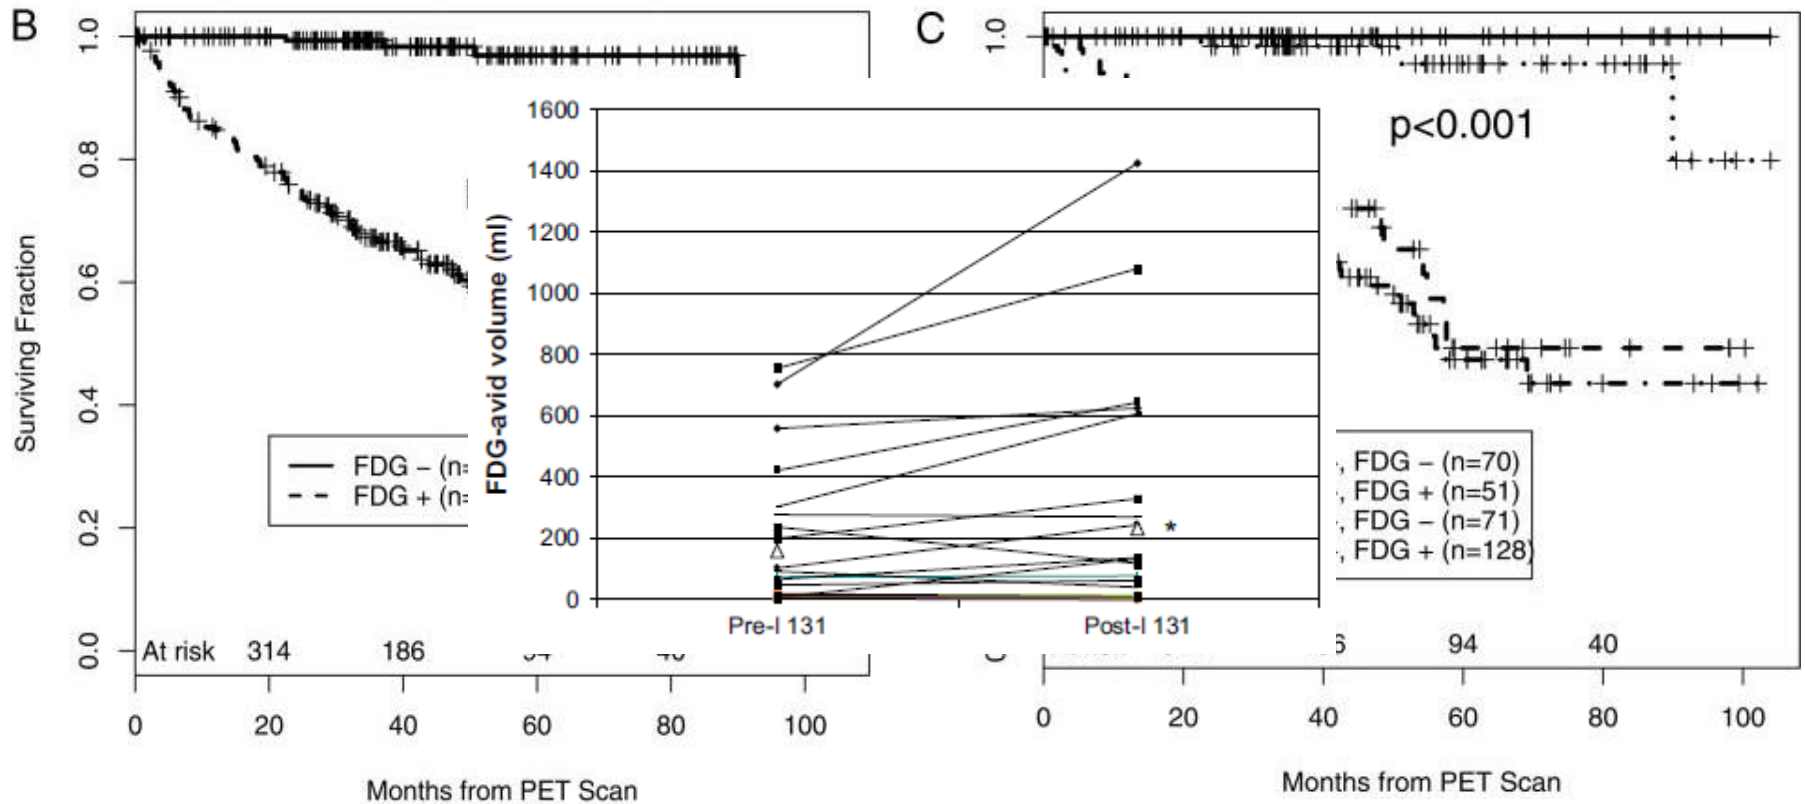 B
1.0
0.8
0.6
0.4
0.2
0.0
Surviving Fraction
FDG − (n=
FDG + (n=
At risk 314 186
0 20 40 60 80 100
Months from PET Scan
1600
1400
1200
1000
800
600
400
200
0
FDG-avid volume (ml)
*
Pre-I 131 Post-I 131
C
1.0
p<0.001
, FDG − (n=70)
, FDG + (n=51)
, FDG − (n=71)
, FDG + (n=128)
94 40
0 20 40 60 80 100
Months from PET Scan